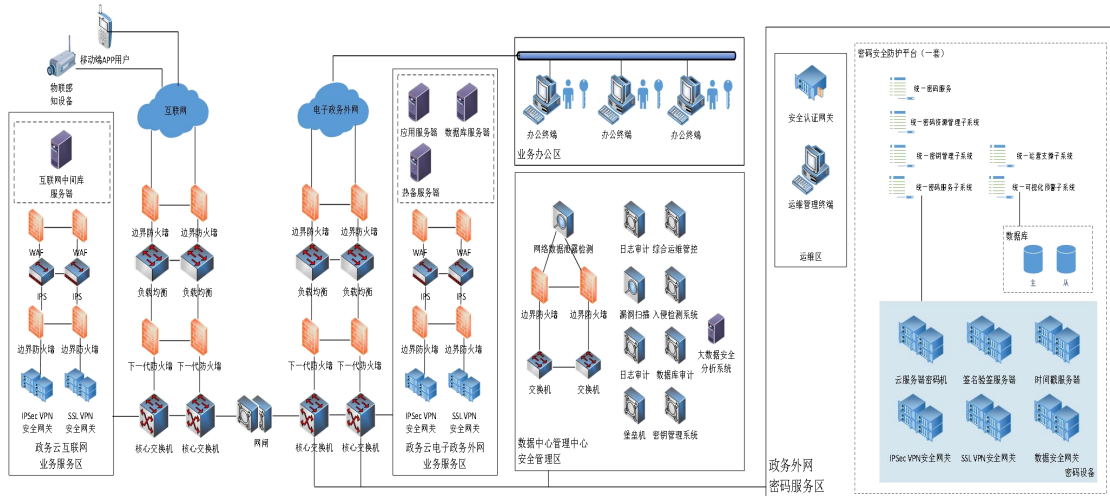 移动端APP用户
物联感
知设备
互联网
互联网中间库
服务器
WAF
WAF
IPS
IPS
边界防火墙
边界防火墙
IPSec VPN
安全网关
SSL VPN
安全网关
政务云互联网
业务服务区
边界防火墙
边界防火墙
负载均衡
负载均衡
下一代防火墙
下一代防火墙
核心交换机
核心交换机
网闸
电子政务外网
边界防火墙
边界防火墙
负载均衡
负载均衡
下一代防火墙
下一代防火墙
核心交换机
核心交换机
应用服务器
数据库服务器
热备服务器
WAF
WAF
IPS
IPS
边界防火墙
边界防火墙
IPSec VPN
安全网关
SSL VPN
安全网关
政务云电子政务外网
业务服务区
办公终端
办公终端
办公终端
业务办公区
网络数据泄露检测
边界防火墙
边界防火墙
交换机
交换机
日志审计
综合运维管控
漏洞扫描
入侵检测系统
日志审计
数据库审计
堡垒机
密钥管理系统
大数据安全
分析系统
数据中心管理中心
安全管理区
政务外网
密码服务区
安全认证网关
运维管理终端
运维区
密码安全防护平台（一套）
统一密码服务
统一密码资源管理子系统
统一密钥管理子系统
统一运营支撑子系统
统一密码服务子系统
统一可视化预警子系统
数据库
主
从
云服务器密码机
签名验签服务器
时间戳服务器
IPSec VPN安全网关
SSL VPN安全网关
数据安全网关
密码设备